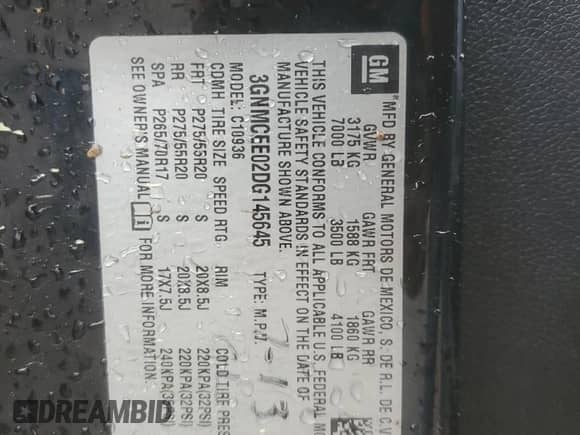 GM
MFD BY GENERAL MOTORS DE MEXICO, S. DE R.L. DE C.V
GVWR GAWR FRT GAWR RR
3175 KG 1588 KG 1860 KG
7000 LB 3500 LB 4100 LB
THIS VEHICLE CONFORMS TO ALL APPLICABLE U.S. FEDERAL MO
VEHICLE SAFETY STANDARDS IN EFFECT ON THE DATE OF
MANUFACTURE SHOWN ABOVE.
3GNMCEE02DG145645 TYPE: M.P.V.
MODEL: C10936
CDMH TIRE SIZE SPEED RTG RIM COLD TIRE PRES
FRT P275/55R20 S 20X8.5J 220KPA(32PSI)
RR P275/55R20 S 20X8.5J 220KPA(32PSI)
SPA P265/70R17 S 17X7.5J 240KPA(35PSI)
SEE OWNER'S MANUAL i FOR MORE INFORMATION.
DREAMBID